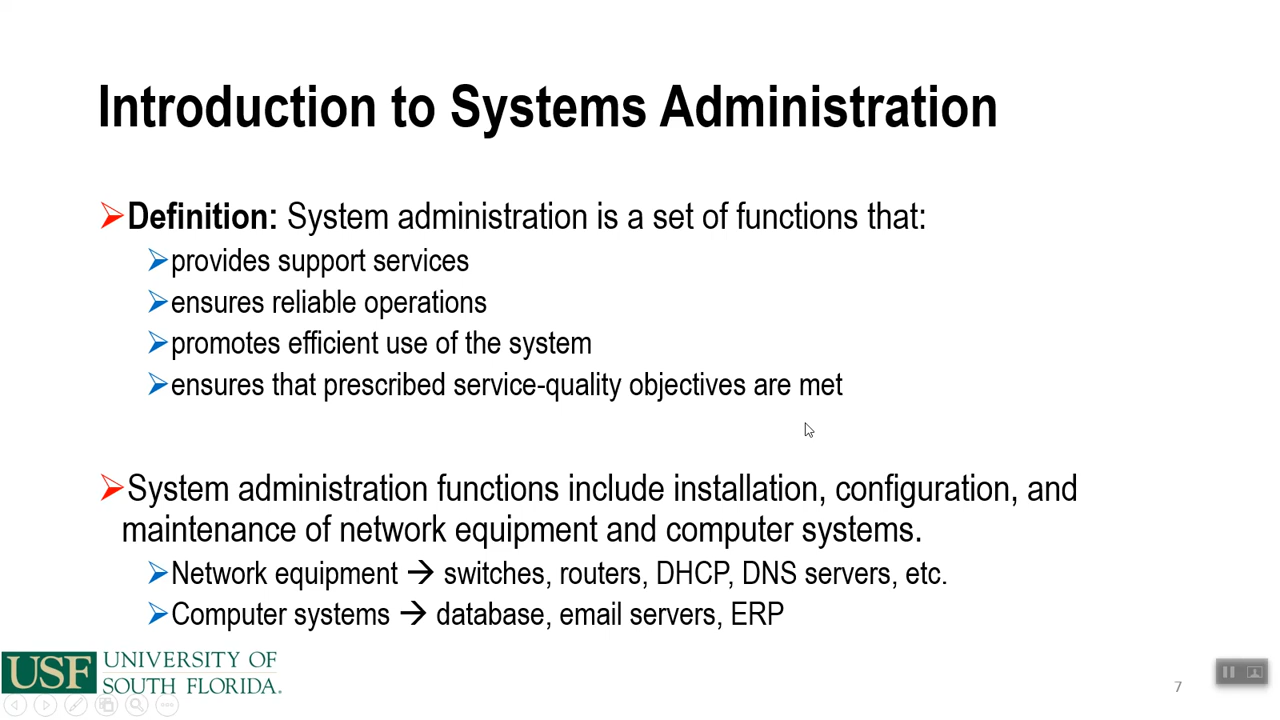 Introduction to Systems Administration
Definition: System administration is a set of functions that:
provides support services
ensures reliable operations
promotes efficient use of the system
ensures that prescribed service-quality objectives are met
System administration functions include installation, configuration, and
maintenance of network equipment and computer systems.
Network equipment → switches, routers, DHCP, DNS servers, etc.
Computer systems → database, email servers, ERP
USF UNIVERSITY OF
SOUTH FLORIDA.
7